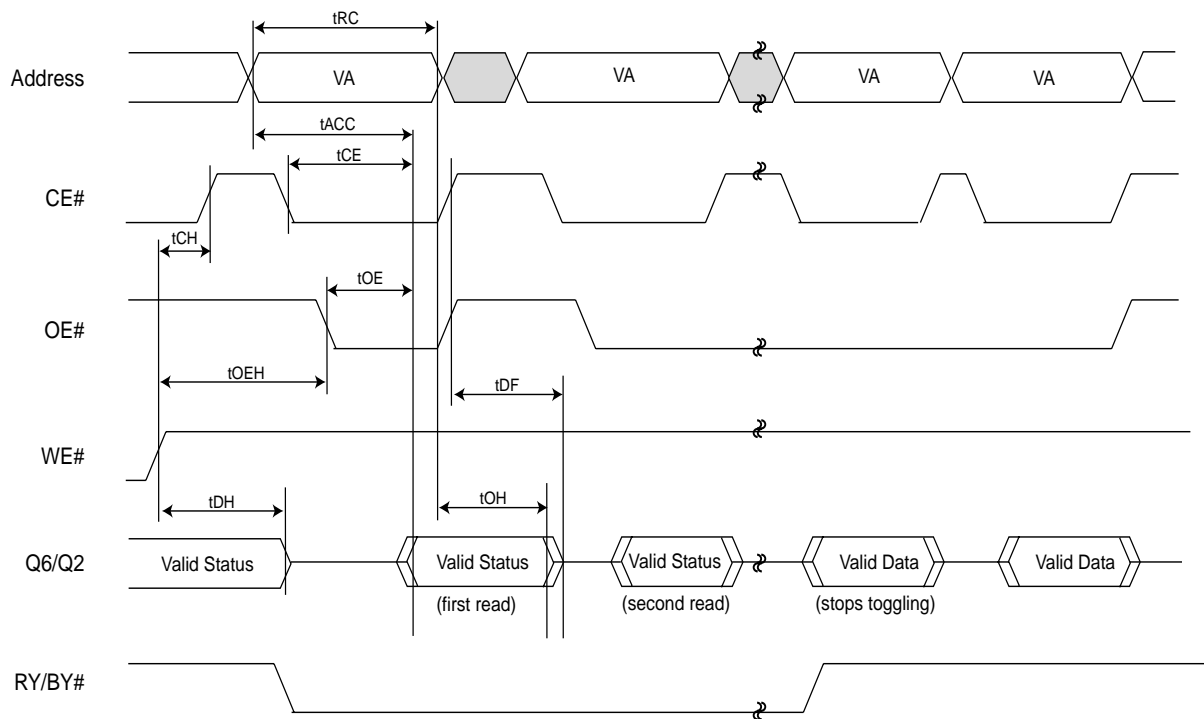 tRC
Address
VA
VA
VA
VA
tACC
tCE
CE#
tCH
tOE
OE#
tOEH
tDF
WE#
tDH
tOH
Q6/Q2
Valid Status
Valid Status
Valid Status
Valid Data
Valid Data
(first read)
(second read)
(stops toggling)
RY/BY#